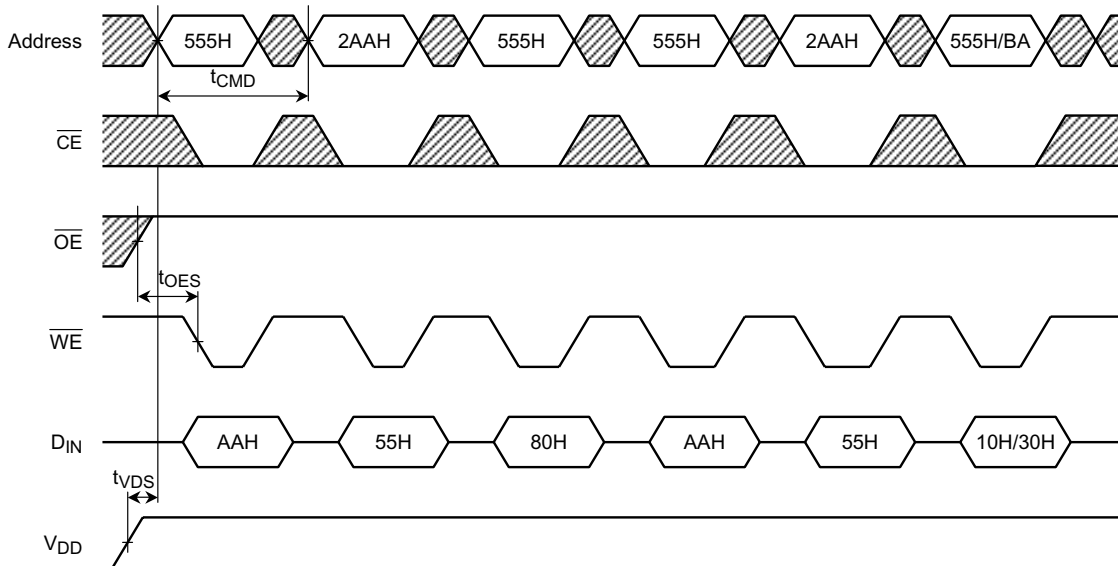 Address 555H 2AAH 555H 555H 2AAH 555H/BA
tCMD
CE
OE
tOES
WE
DIN AAH 55H 80H AAH 55H 10H/30H
tVDS
VDD